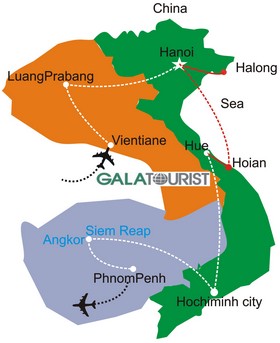 China
Hanoi
Halong
LuangPrabang
Sea
Vientiane
Hue
Hoian
GALATOURIST
Siem Reap
Angkor
PhnomPenh
Hochiminh city